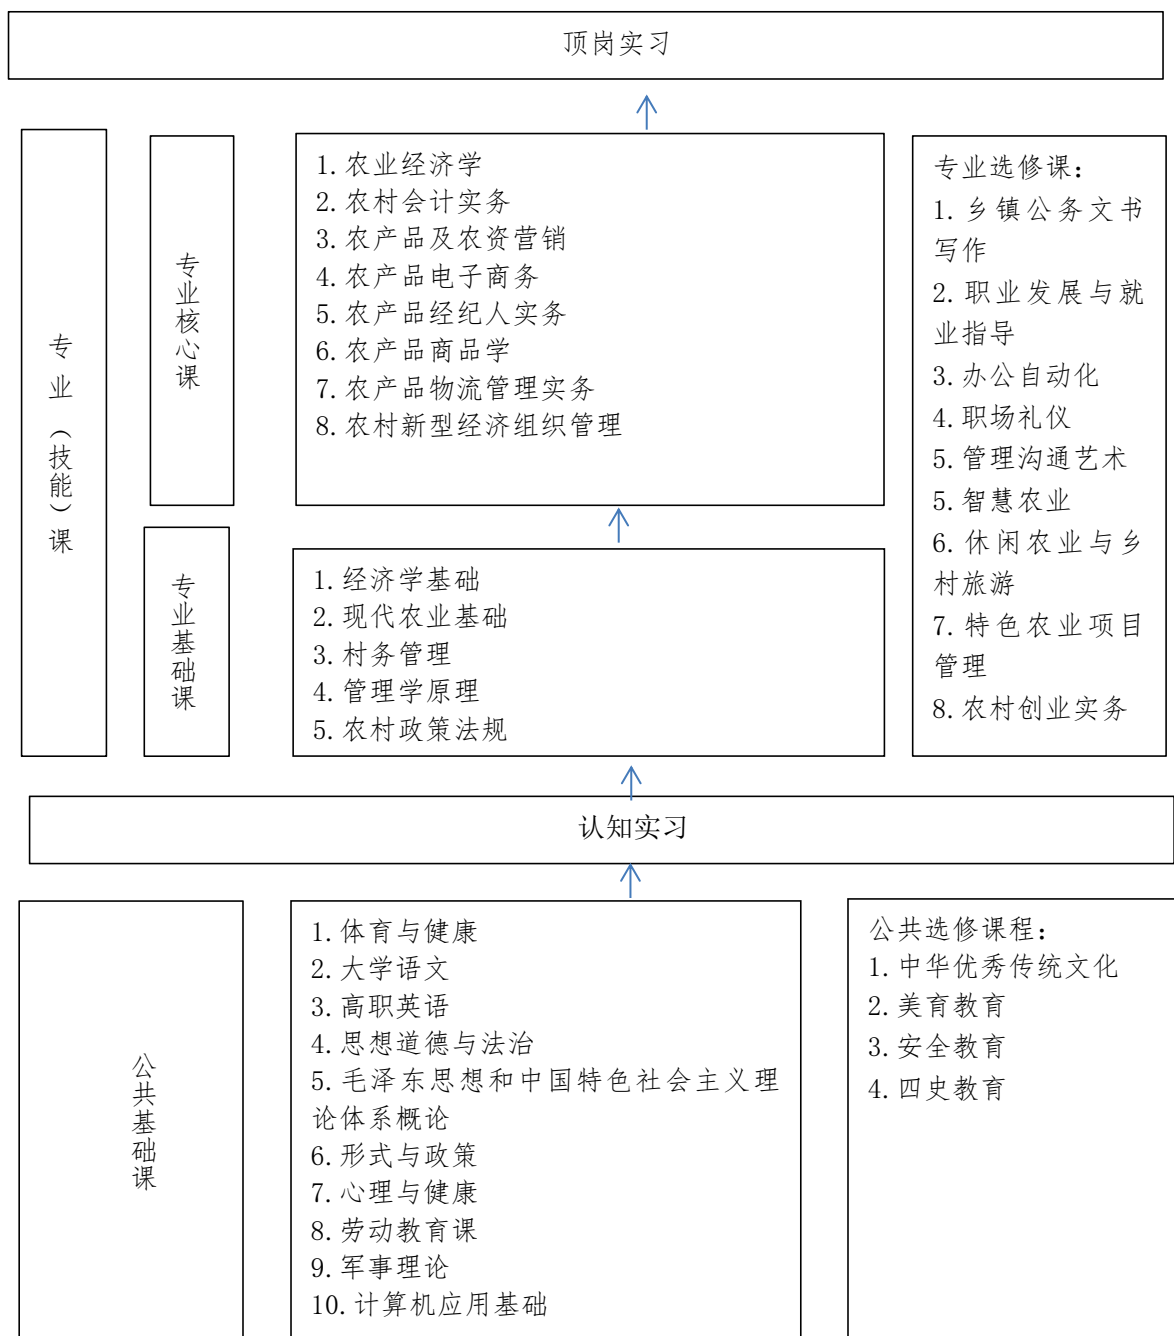 顶岗实习
专业（技能）课
专业核心课
1.农业经济学
2.农村会计实务
3.农产品及农资营销
4.农产品电子商务
5.农产品经纪人实务
6.农产品商品学
7.农产品物流管理实务
8.农村新型经济组织管理
专业基础课
1.经济学基础
2.现代农业基础
3.村务管理
4.管理学原理
5.农村政策法规
专业选修课：
1.乡镇公务文书
写作
2.职业发展与就
业指导
3.办公自动化
4.职场礼仪
5.管理沟通艺术
5.智慧农业
6.休闲农业与乡
村旅游
7.特色农业项目
管理
8.农村创业实务
认知实习
公共基础课
1.体育与健康
2.大学语文
3.高职英语
4.思想道德与法治
5.毛泽东思想和中国特色社会主义理
论体系概论
6.形式与政策
7.心理与健康
8.劳动教育课
9.军事理论
10.计算机应用基础
公共选修课程：
1.中华优秀传统文化
2.美育教育
3.安全教育
4.四史教育